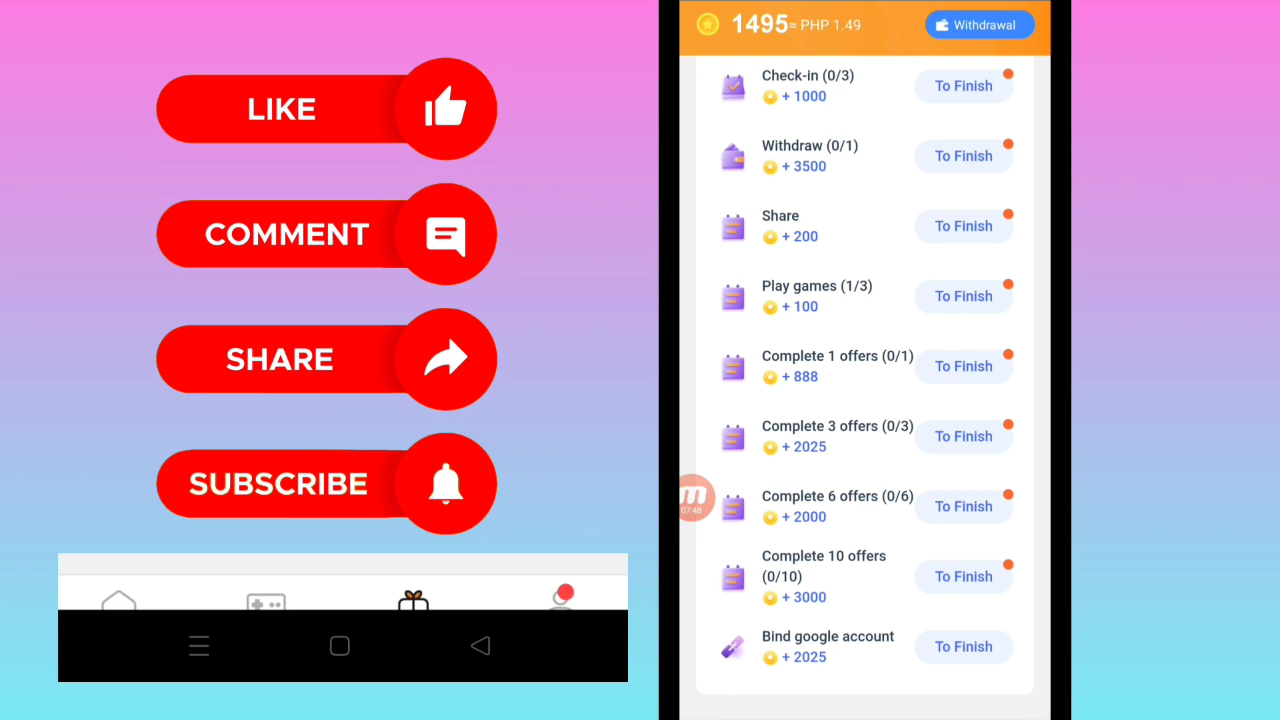 LIKE
COMMENT
SHARE
SUBSCRIBE
1495≈ PHP 1.49
Withdrawal
Check-in (0/3)
+ 1000
To Finish
Withdraw (0/1)
+ 3500
To Finish
Share
+ 200
To Finish
Play games (1/3)
+ 100
To Finish
Complete 1 offers (0/1)
+ 888
To Finish
Complete 3 offers (0/3)
+ 2025
To Finish
Complete 6 offers (0/6)
+ 2000
To Finish
m
07:48
Complete 10 offers
(0/10)
+ 3000
To Finish
Bind google account
+ 2025
To Finish